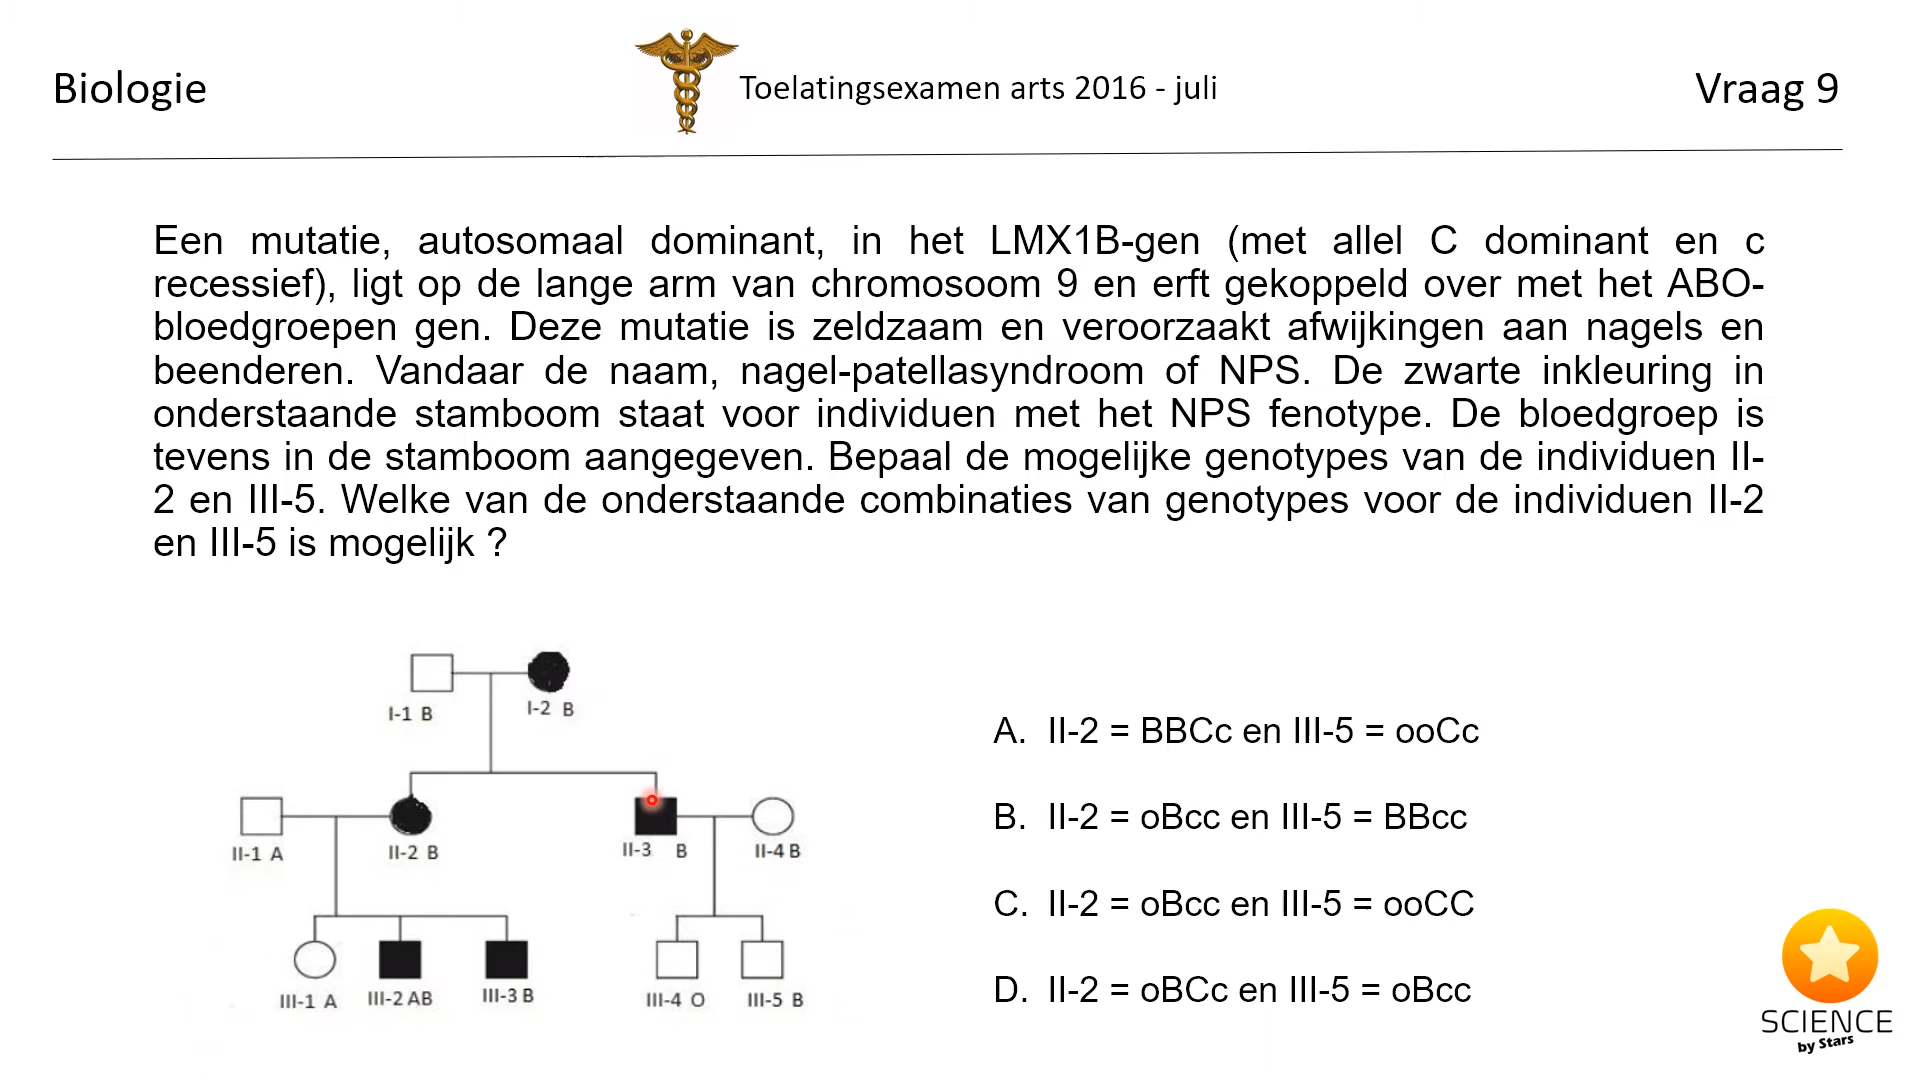 Biologie
Toelatingsexamen arts 2016 - juli
Vraag 9
Een mutatie, autosomaal dominant, in het LMX1B-gen (met allel C dominant en c
recessief), ligt op de lange arm van chromosoom 9 en erft gekoppeld over met het ABO-
bloedgroepen gen. Deze mutatie is zeldzaam en veroorzaakt afwijkingen aan nagels en
beenderen. Vandaar de naam, nagel-patellasyndroom of NPS. De zwarte inkleuring in
onderstaande stamboom staat voor individuen met het NPS fenotype. De bloedgroep is
tevens in de stamboom aangegeven. Bepaal de mogelijke genotypes van de individuen II-
2 en III-5. Welke van de onderstaande combinaties van genotypes voor de individuen II-2
en III-5 is mogelijk ?
I-1 B
I-2 B
II-1 A
II-2 B
II-3 B
II-4 B
III-1 A
III-2 AB
III-3 B
III-4 O
III-5 B
A. II-2 = BBCc en III-5 = ooCc
B. II-2 = oBcc en III-5 = BBcc
C. II-2 = oBcc en III-5 = ooCC
D. II-2 = oBCc en III-5 = oBcc
SCIENCE
by Stars